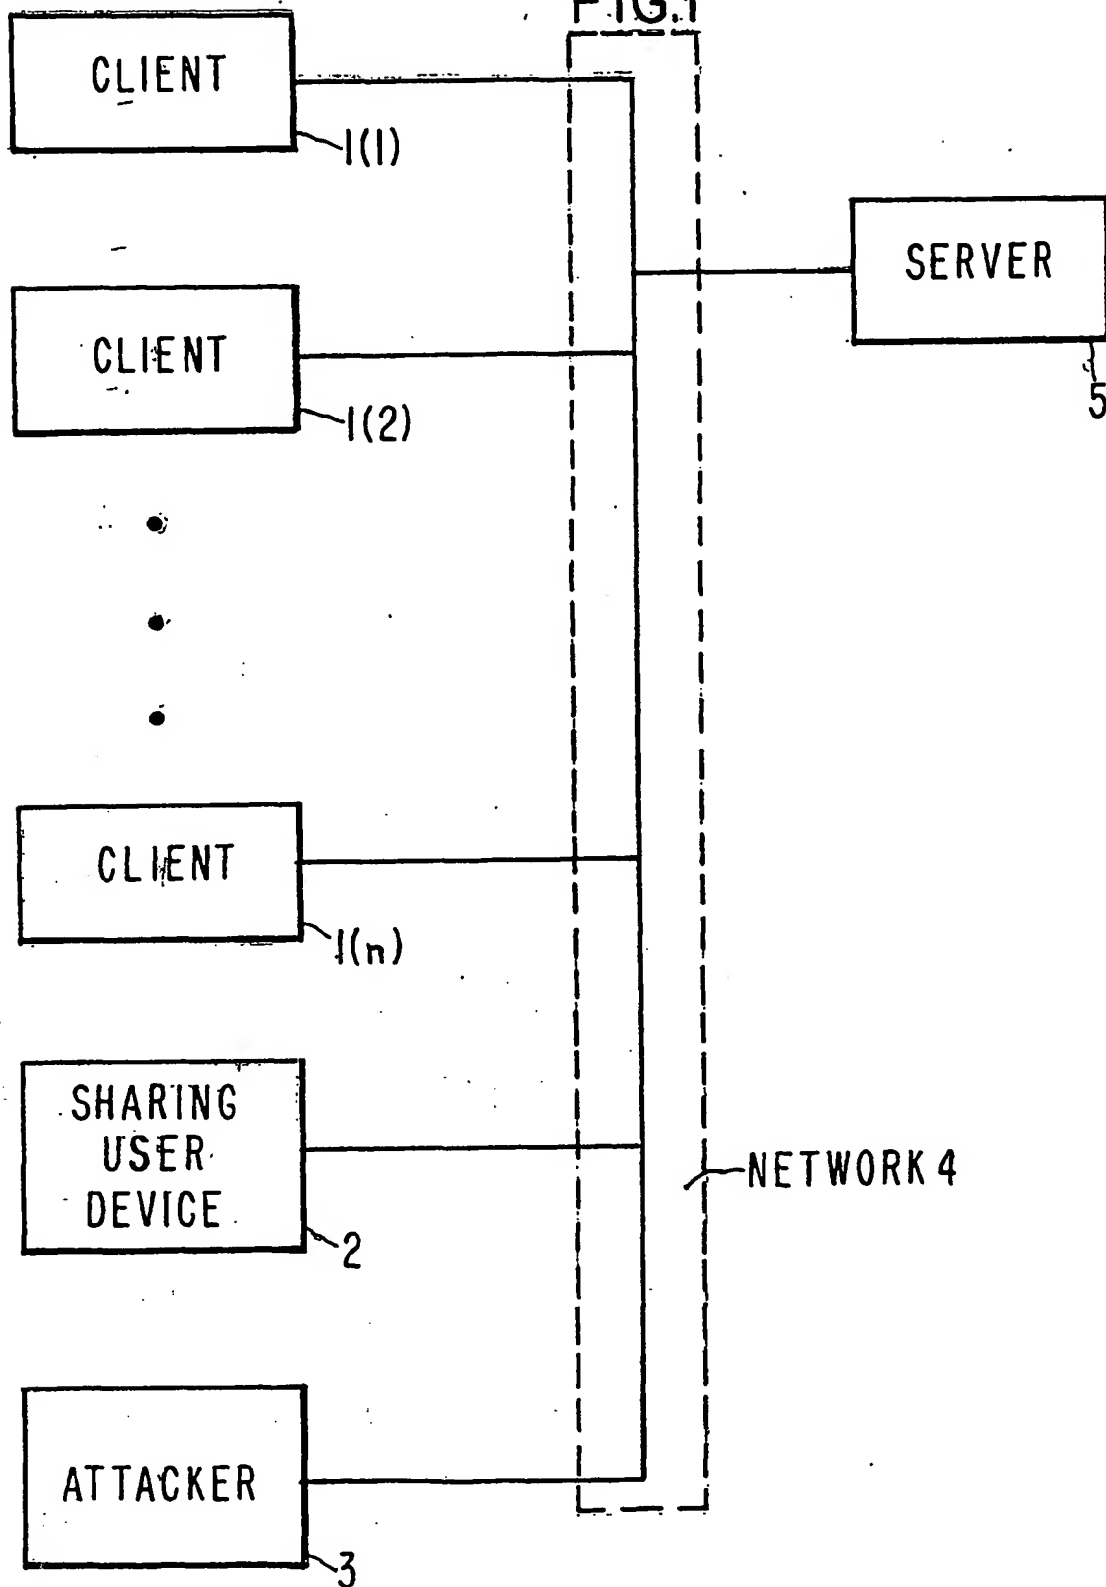 FIG.1
CLIENT
1(1)
SERVER
5
CLIENT
1(2)
CLIENT
1(n)
SHARING
USER
DEVICE
2
NETWORK 4
ATTACKER
3